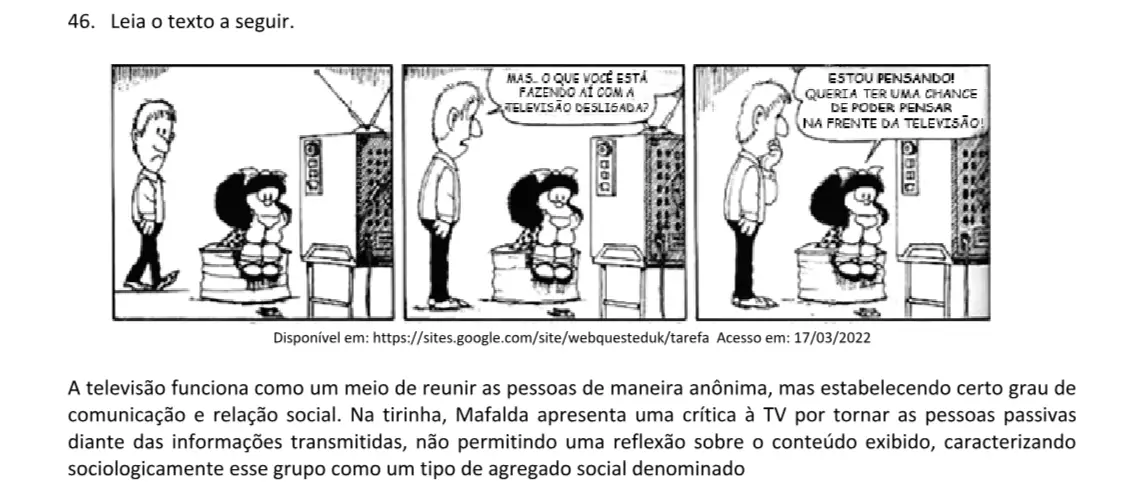 46. Leia o texto a seguir.
MAS.. O QUE VOCÊ ESTÁ
FAZENDO AÍ COM A
TELEVISÃO DESLIGADA?
ESTOU PENSANDO!
QUERIA TER UMA CHANCE
DE PODER PENSAR
NA FRENTE DA TELEVISÃO!
Disponível em: https://sites.google.com/site/webquesteduk/tarefa Acesso em: 17/03/2022
A televisão funciona como um meio de reunir as pessoas de maneira anônima, mas estabelecendo certo grau de
comunicação e relação social. Na tirinha, Mafalda apresenta uma crítica à TV por tornar as pessoas passivas
diante das informações transmitidas, não permitindo uma reflexão sobre o conteúdo exibido, caracterizando
sociologicamente esse grupo como um tipo de agregado social denominado